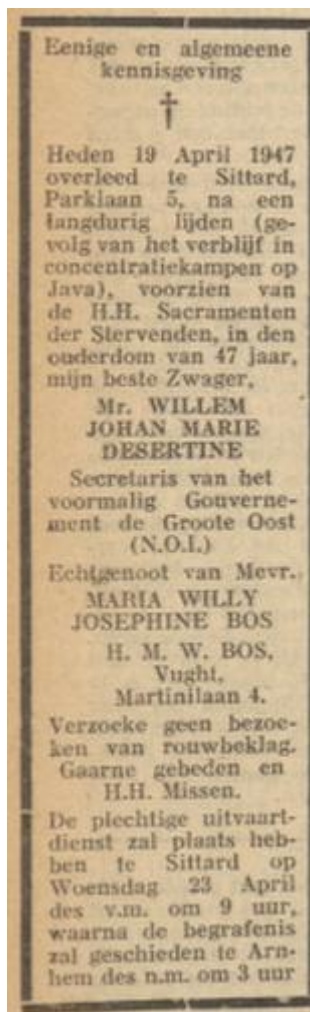 Eenige en algemeene
kennisgeving
†
Heden 19 April 1947
overleed te Sittard,
Parklaan 5, na een
langdurig lijden (ge-
volg van het verblijf in
concentratiekampen op
Java), voorzien van
de H.H. Sacramenten
der Stervenden, in den
ouderdom van 47 jaar,
mijn beste Zwager,
Mr. WILLEM
JOHAN MARIE
DESERTINE
Secretaris van het
voormalig Gouverne-
ment de Groote Oost
(N.O.I.)
Echtgenoot van Mevr.
MARIA WILLY
JOSEPHINE BOS
H. M. W. BOS,
Vught,
Martinilaan 4.
Verzoeke geen bezoe-
ken van rouwbeklag.
Gaarne gebeden en
H.H. Missen.
De plechtige uitvaart-
dienst zal plaats heb-
ben te Sittard op
Woensdag 23 April
des v.m. om 9 uur,
waarna de begrafenis
zal geschieden te Arn-
hem des n.m. om 3 uur